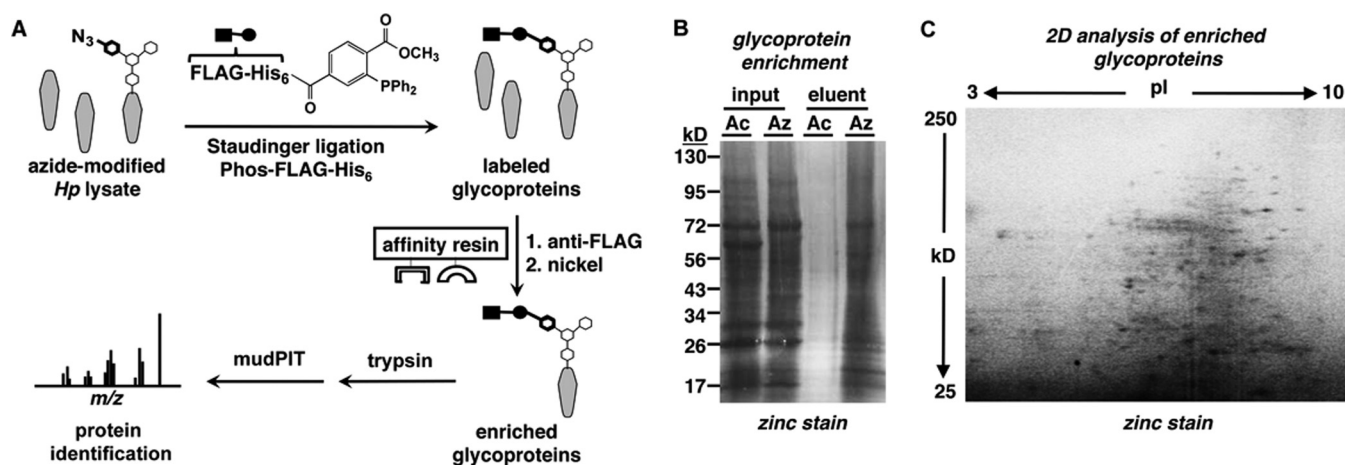 A
N3
FLAG-His6
OCH3
O
PPh2
O
azide-modified
Hp lysate
Staudinger ligation
Phos-FLAG-His6
labeled
glycoproteins
affinity resin
1. anti-FLAG
2. nickel
enriched
glycoproteins
trypsin
mudPIT
m/z
protein
identification
B
glycoprotein
enrichment
input eluent
kD Ac Az Ac Az
130
95
72
56
43
34
26
17
zinc stain
C
2D analysis of enriched
glycoproteins
3 pI 10
250
kD
25
zinc stain